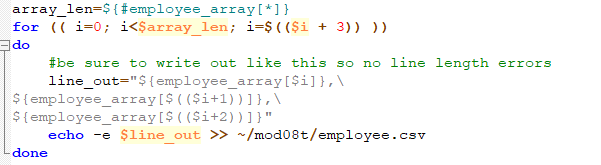 array_len=${#employee_array[*]}
for (( i=0; i<$array_len; i=$(($i + 3)) ))
do
    #be sure to write out like this so no line length errors
    line_out="${employee_array[$i]},\
${employee_array[$(($i+1))]},\
${employee_array[$(($i+2))]}"
    echo -e $line_out >> ~/mod08t/employee.csv
done